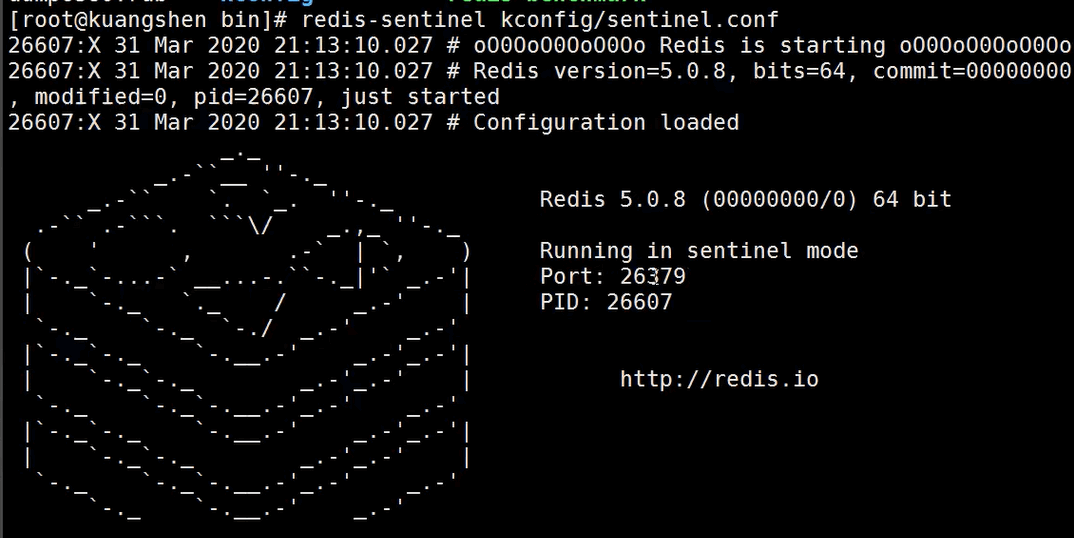 [root@kuangshen bin]# redis-sentinel kconfig/sentinel.conf
26607:X 31 Mar 2020 21:13:10.027 # oO0OoO0OoO0Oo Redis is starting oO0OoO0OoO0Oo
26607:X 31 Mar 2020 21:13:10.027 # Redis version=5.0.8, bits=64, commit=00000000
, modified=0, pid=26607, just started
26607:X 31 Mar 2020 21:13:10.027 # Configuration loaded
Redis 5.0.8 (00000000/0) 64 bit
Running in sentinel mode
Port: 26379
PID: 26607
http://redis.io